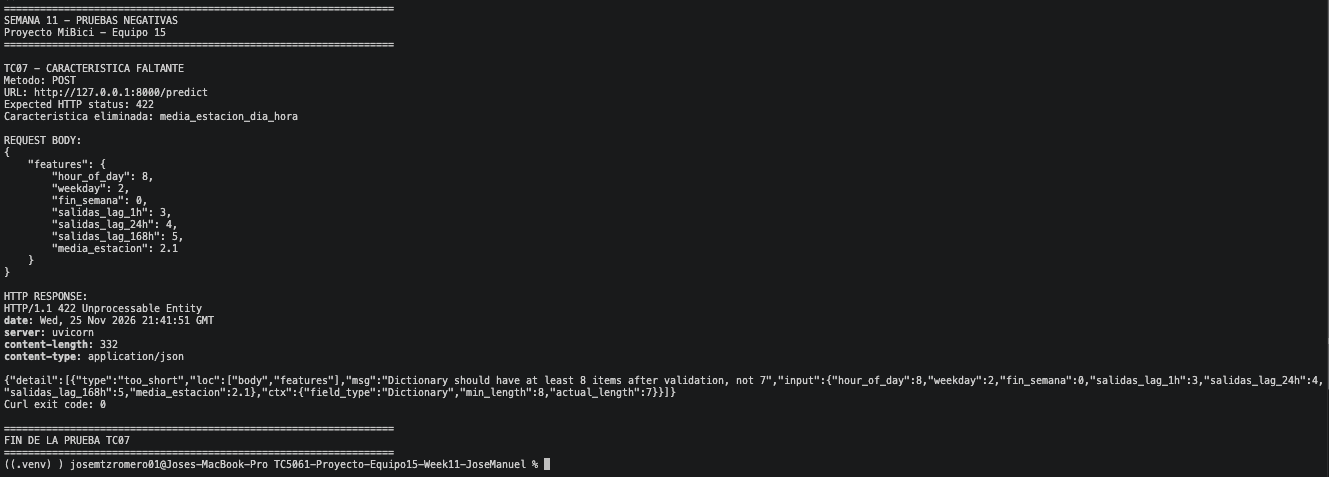 =================================================================
SEMANA 11 - PRUEBAS NEGATIVAS
Proyecto MiBici - Equipo 15
=================================================================
TC07 - CARACTERISTICA FALTANTE
Metodo: POST
URL: http://127.0.0.1:8000/predict
Expected HTTP status: 422
Caracteristica eliminada: media_estacion_dia_hora
REQUEST BODY:
{
    "features": {
        "hour_of_day": 8,
        "weekday": 2,
        "fin_semana": 0,
        "salidas_lag_1h": 3,
        "salidas_lag_24h": 4,
        "salidas_lag_168h": 5,
        "media_estacion": 2.1
    }
}
HTTP RESPONSE:
HTTP/1.1 422 Unprocessable Entity
date: Wed, 25 Nov 2026 21:41:51 GMT
server: uvicorn
content-length: 332
content-type: application/json
{"detail":[{"type":"too_short","loc":["body","features"],"msg":"Dictionary should have at least 8 items after validation, not 7","input":{"hour_of_day":8,"weekday":2,"fin_semana":0,"salidas_lag_1h":3,"salidas_lag_24h":4,
"salidas_lag_168h":5,"media_estacion":2.1},"ctx":{"field_type":"Dictionary","min_length":8,"actual_length":7}}]}
Curl exit code: 0
=================================================================
FIN DE LA PRUEBA TC07
=================================================================
((.venv) ) josemtzromero01@Joses-MacBook-Pro TC5061-Proyecto-Equipo15-Week11-JoseManuel %